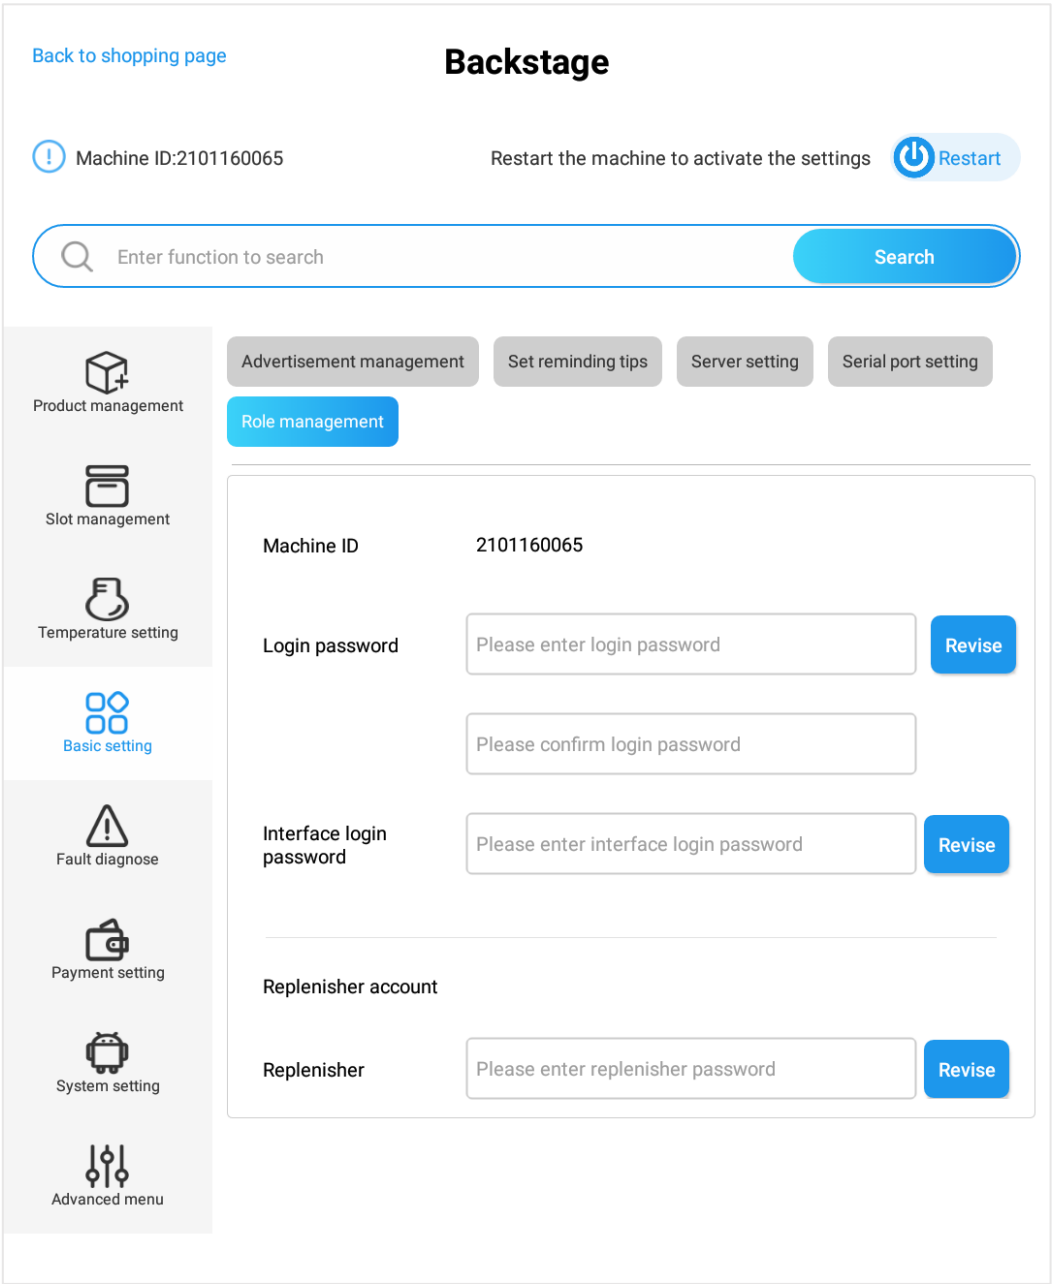 Back to shopping page
Backstage
Machine ID:2101160065
Restart the machine to activate the settings
Restart
Enter function to search
Search
Product management
Slot management
Temperature setting
Basic setting
Fault diagnose
Payment setting
System setting
Advanced menu
Advertisement management
Set reminding tips
Server setting
Serial port setting
Role management
Machine ID
2101160065
Login password
Please enter login password
Revise
Please confirm login password
Interface login
password
Please enter interface login password
Revise
Replenisher account
Replenisher
Please enter replenisher password
Revise